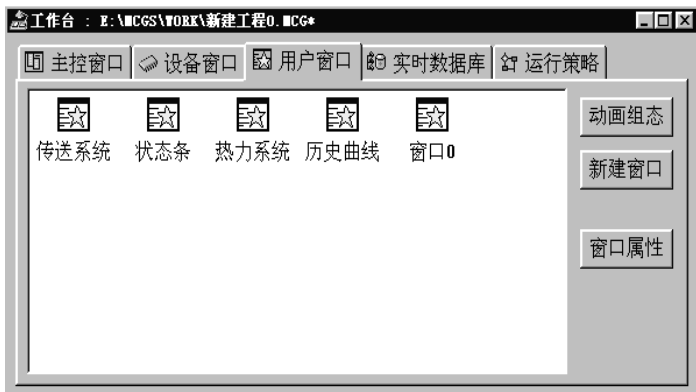 工作台 : E:\MCGS\WORK\新建工程0.MCG*
主控窗口 设备窗口 用户窗口 实时数据库 运行策略
传送系统 状态条 热力系统 历史曲线 窗口0
动画组态
新建窗口
窗口属性